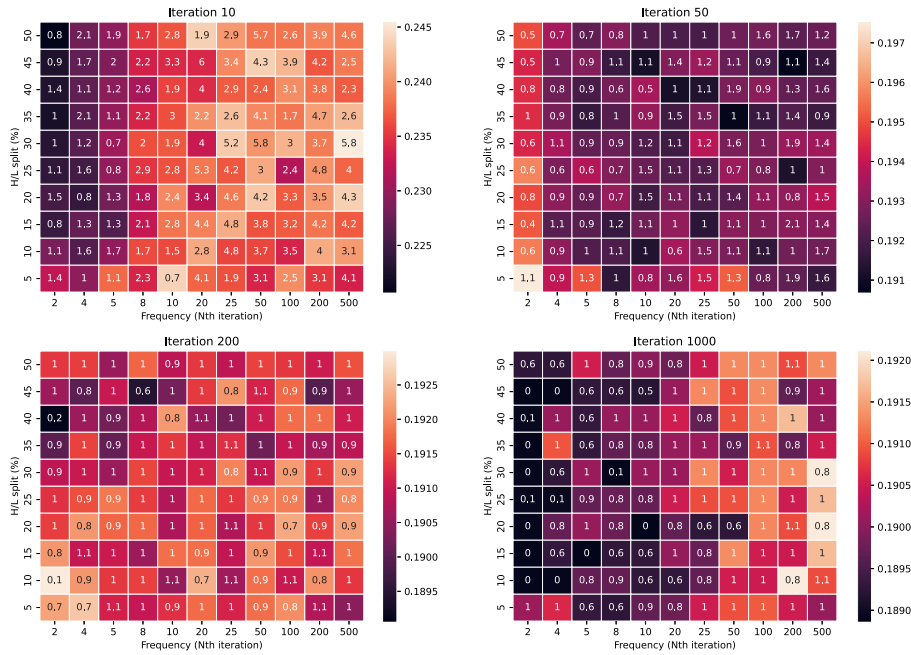 Iteration 10
50 0.8 2.1 1.9 1.7 2.8 1.9 2.9 5.7 2.6 3.9 4.6
45 0.9 1.7 2 2.2 3.3 6 3.4 4.3 3.9 4.2 2.5
40 1.4 1.1 1.2 2.6 1.9 4 2.9 2.4 3.1 3.8 2.3
35 1 2.1 1.1 2.2 3 2.2 2.6 4.1 1.7 4.7 2.6
30 1 1.2 0.7 2 1.9 4 5.2 5.8 3 3.7 5.8
25 1.1 1.6 0.8 2.9 2.8 5.3 4.2 3 2.4 4.8 4
20 1.5 0.8 1.3 1.8 2.4 3.4 4.6 4.2 2.2 3.5 4.3
15 0.8 1.3 1.3 2.1 2.8 4.4 4.8 3.8 3.2 4.2 4.2
10 1.1 1.6 1.7 1.7 1.5 2.8 4.8 3.7 3.5 4 3.1
5 1.4 1 1.1 2.3 0.7 4.1 1.9 3.1 2.5 3.1 4.1
2 4 5 8 10 20 25 50 100 200 500
Frequency (Nth iteration)
H/L split (%)
0.245
0.240
0.235
0.230
0.225
Iteration 50
50 0.5 0.7 0.7 0.8 1 1 1 1 1.6 1.7 1.2
45 0.5 1 0.9 1 1.1 1.4 1.2 1.1 0.9 1.1 1.4
40 0.6 1.1 0.8 0.6 0.5 1 1.1 1.9 0.9 1.3 1.6
35 1 0.9 0.8 1 0.9 1.5 1.5 1 1 1.9 0.9
30 0.6 1.1 0.9 0.9 1.2 1.1 1.2 0.6 1 1.9 1.4
25 0.6 0.6 0.6 0.9 1.1 1.1 1.3 0.7 0.8 1 1
20 0.8 0.9 0.9 0.7 1.5 1.1 1 1.4 1.1 0.8 1.5
15 0.4 1.1 0.9 1.2 1.1 1 1 1.1 1 2.1 1.4
10 0.6 0.9 1 1.1 1 0.6 1.5 1.1 1.1 1 1.7
5 1.1 0.9 1.3 1 0.8 1.6 1.5 1.3 0.8 1.9 1.6
2 4 5 8 10 20 25 50 100 200 500
Frequency (Nth iteration)
H/L split (%)
0.197
0.196
0.195
0.194
0.193
0.192
0.191
Iteration 200
50 1 1 1 1 0.9 1 1 1 1 1 1
45 1 0.8 1 0.6 1 1 0.8 1.1 0.9 0.9 1
40 0.2 1 0.9 1 0.8 1.1 1 1 1 1 1
35 0.9 1 0.9 1 1 1 1.1 1 1 0.9 0.9
30 0.9 1 1 1 1 1 0.8 1.1 0.9 1 0.9
25 1 0.9 0.9 1 1 1 1 0.9 0.9 1 0.8
20 1 0.8 0.9 1 1 1 1.1 1 0.7 0.9 0.9
15 0.8 1.1 1.1 1 1 0.9 1 0.9 1 1.1 1
10 0.1 0.9 1 1 1.1 0.7 1.1 0.9 1.1 0.8 1
5 0.7 0.7 1.1 1 0.9 1 1 0.9 0.8 1.1 1
2 4 5 8 10 20 25 50 100 200 500
Frequency (Nth iteration)
H/L split (%)
0.1925
0.1920
0.1915
0.1910
0.1905
0.1900
0.1895
Iteration 1000
50 0.6 0.6 1 0.8 0.9 0.8 1 1 1 1.1 1
45 0 0 0.8 0.6 0.5 1 1 1 1 0.9 1
40 0.1 1 0.8 1 1 1 0.8 1 1 1 1
35 0 1 0.6 0.8 0.8 1 1 0.9 1.1 0.8 1
30 0 0.6 1 0.1 1 1 1 1 1 1 0.8
25 0.1 0.1 0.9 0.8 0.8 1 1 1 1 1 1
20 0 0.8 1 0.9 0 0.8 0.6 0.6 1 1.1 0.8
15 0 0.6 0 0.6 0.6 1 1 1 1 1 1
10 0 0 0.8 0.9 0.6 0.8 0.8 1 1 0.8 1.1
5 1 1 0.6 0.6 0.9 0.8 1 1 1 1 1
2 4 5 8 10 20 25 50 100 200 500
Frequency (Nth iteration)
H/L split (%)
0.1920
0.1915
0.1910
0.1905
0.1900
0.1895
0.1890